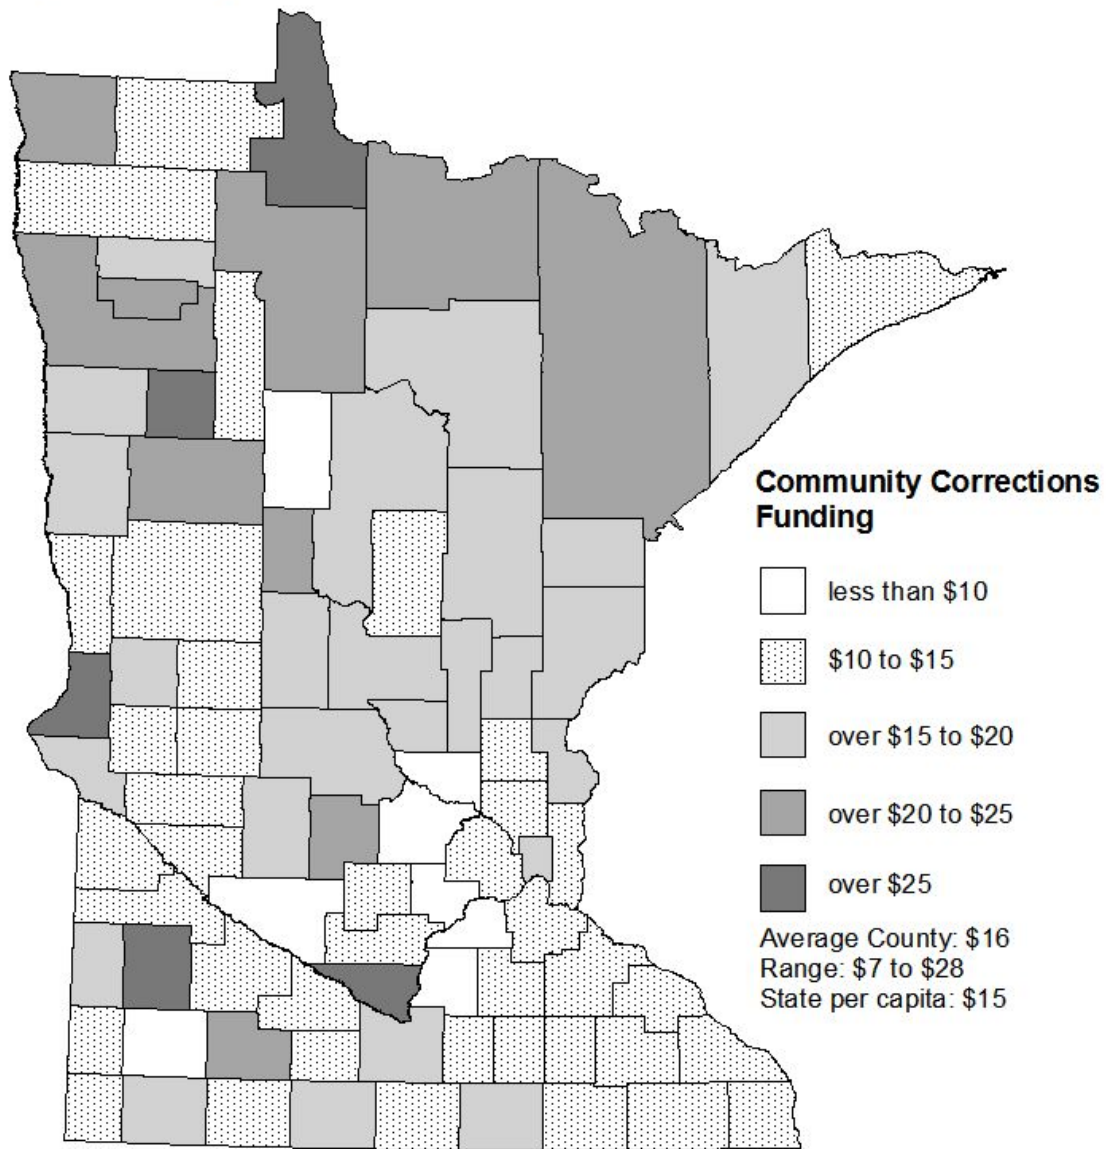 Community Corrections
Funding
less than $10
$10 to $15
over $15 to $20
over $20 to $25
over $25
Average County: $16
Range: $7 to $28
State per capita: $15